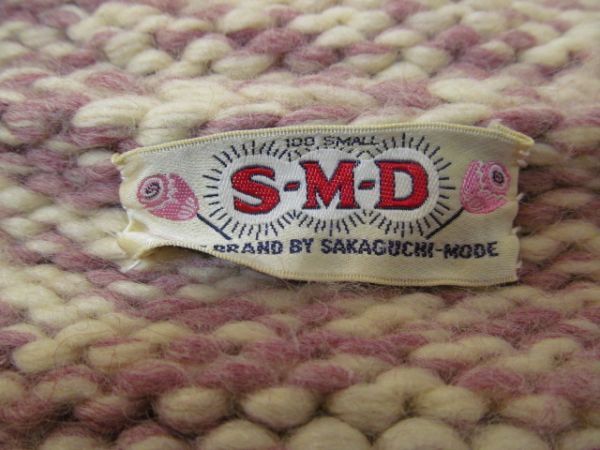 100 SMALL
S-M-D
BRAND BY SAKAGUCHI-MODE